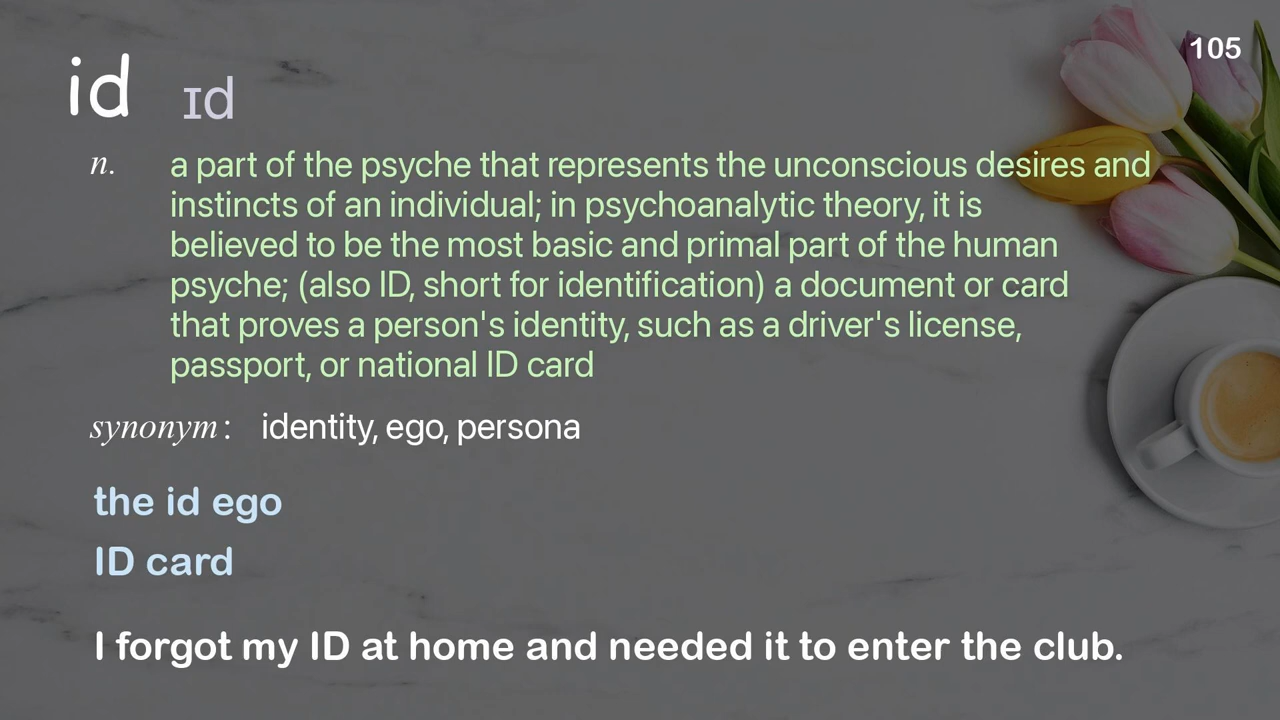 105
id ɪd
n. a part of the psyche that represents the unconscious desires and
instincts of an individual; in psychoanalytic theory, it is
believed to be the most basic and primal part of the human
psyche; (also ID, short for identification) a document or card
that proves a person's identity, such as a driver's license,
passport, or national ID card
synonym: identity, ego, persona
the id ego
ID card
I forgot my ID at home and needed it to enter the club.